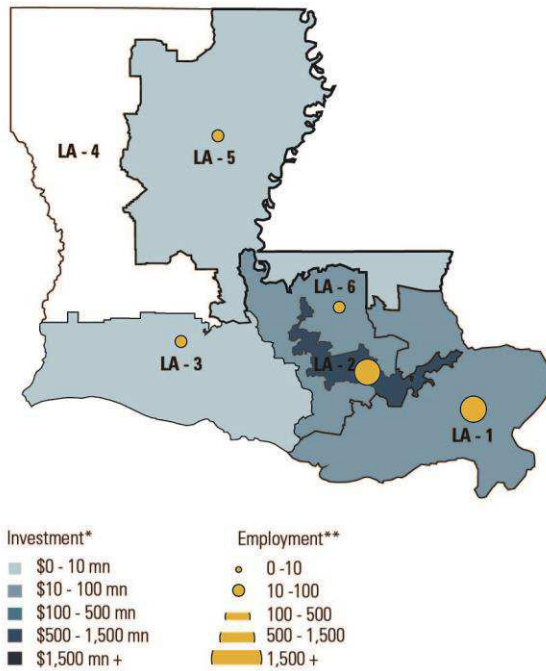 LA - 4
LA - 5
LA - 6
LA - 3
LA - 2
LA - 1
Investment*
$0 - 10 mn
$10 - 100 mn
$100 - 500 mn
$500 - 1,500 mn
$1,500 mn +
Employment**
0 -10
10 -100
100 - 500
500 - 1,500
1,500 +